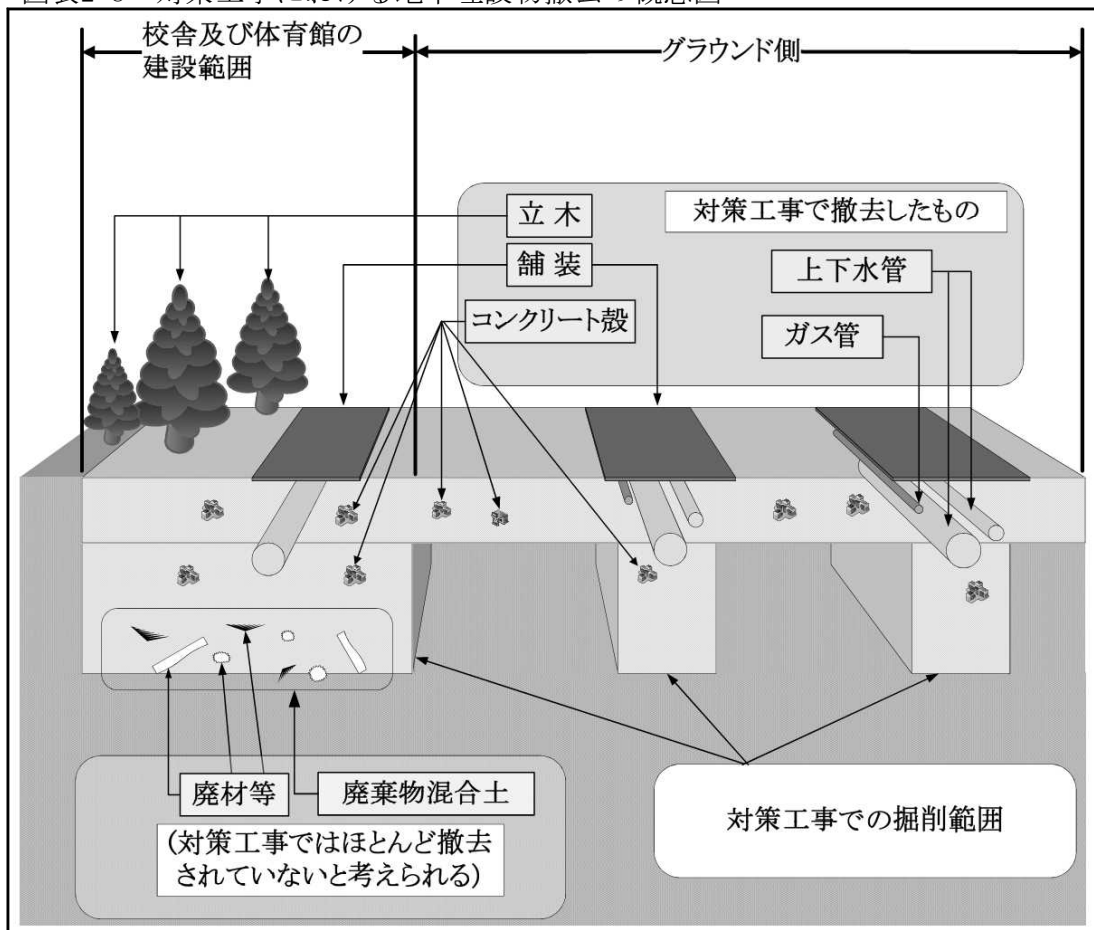 校舎及び体育館の
建設範囲
グラウンド側
対策工事で撤去したもの
立 木
舗 装
コンクリート殻
上下水管
ガス管
廃材等
廃棄物混合土
(対策工事ではほとんど撤去
されていないと考えられる)
対策工事での掘削範囲